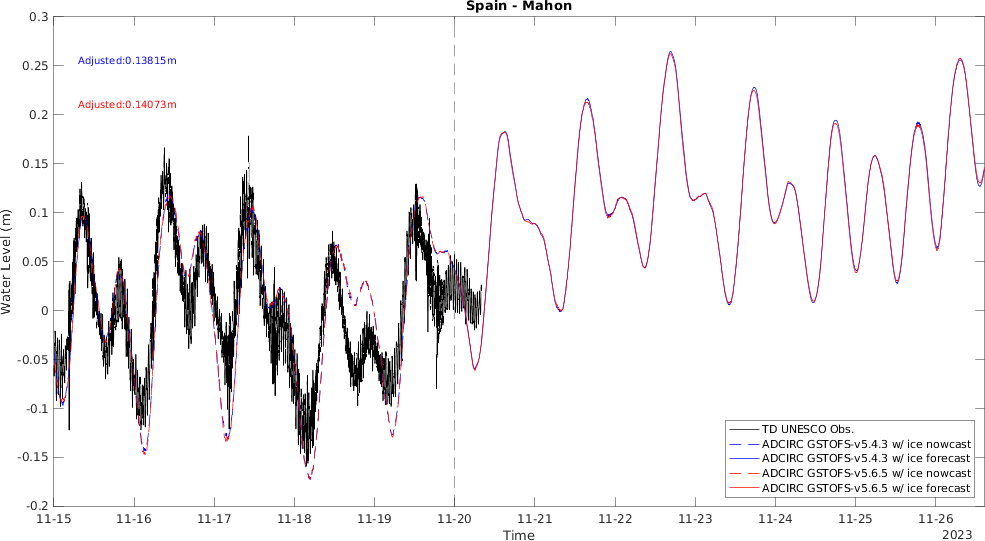 Spain - Mahon
0.3
0.25
0.2
0.15
0.1
0.05
0
-0.05
-0.1
-0.15
-0.2
Water Level (m)
Adjusted:0.13815m
Adjusted:0.14073m
TD UNESCO Obs.
ADCIRC GSTOFS-v5.4.3 w/ ice nowcast
ADCIRC GSTOFS-v5.4.3 w/ ice forecast
ADCIRC GSTOFS-v5.6.5 w/ ice nowcast
ADCIRC GSTOFS-v5.6.5 w/ ice forecast
11-15 11-16 11-17 11-18 11-19 11-20 11-21 11-22 11-23 11-24 11-25 11-26
Time
2023